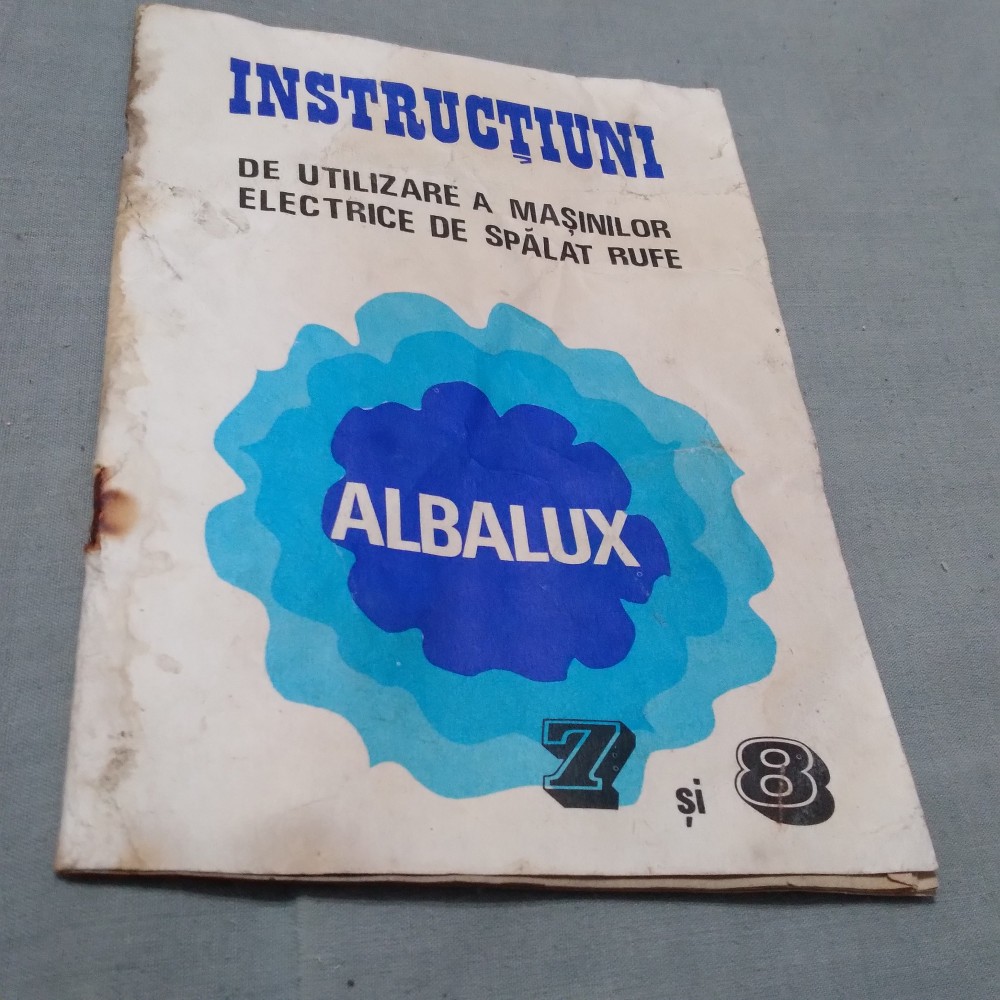 INSTRUCȚIUNI
DE UTILIZARE A MAȘINILOR
ELECTRICE DE SPĂLAT RUFE
ALBALUX
7 și 8